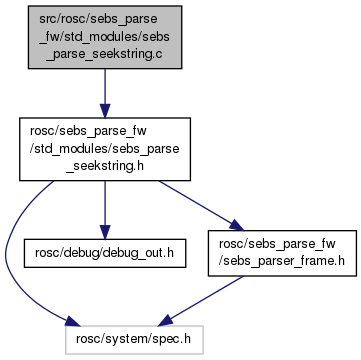 src/rosc/sebs_parse
_fw/std_modules/sebs
_parse_seekstring.c
rosc/sebs_parse_fw
/std_modules/sebs_parse
_seekstring.h
rosc/debug/debug_out.h
rosc/sebs_parse_fw
/sebs_parser_frame.h
rosc/system/spec.h